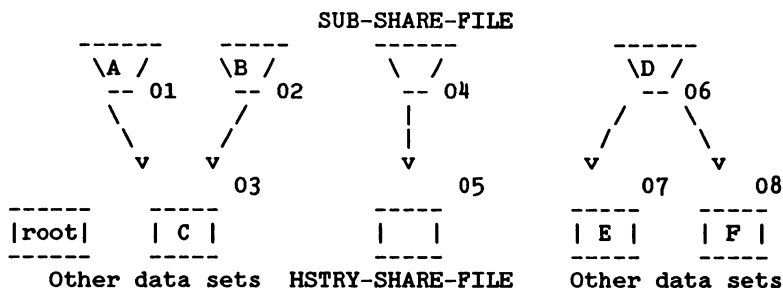 SUB-SHARE-FILE
A B D
01 02 04 06
03 05 07 08
root C E F
Other data sets HSTRY-SHARE-FILE Other data sets